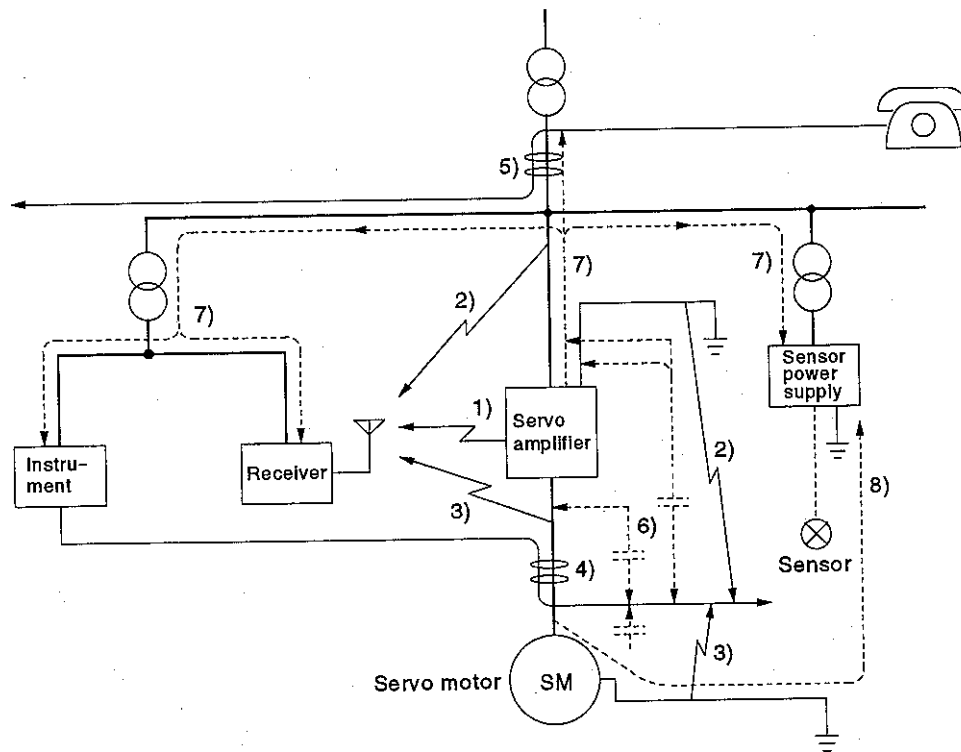 5)
7)
7)
2)
7)
Sensor
power
supply
1)
Servo
amplifier
2)
Instru-
ment
Receiver
3)
6)
8)
4)
Sensor
3)
Servo motor
SM